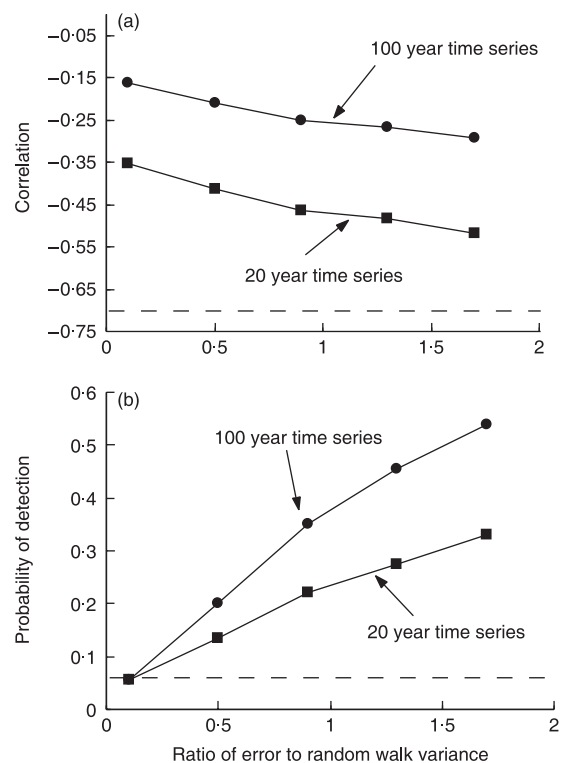 (a)
100 year time series
20 year time series
Correlation
−0·05
−0·15
−0·25
−0·35
−0·45
−0·55
−0·65
−0·75
0
0·5
1
1·5
2
(b)
100 year time series
20 year time series
Probability of detection
0·6
0·5
0·4
0·3
0·2
0·1
0
0
0·5
1
1·5
2
Ratio of error to random walk variance